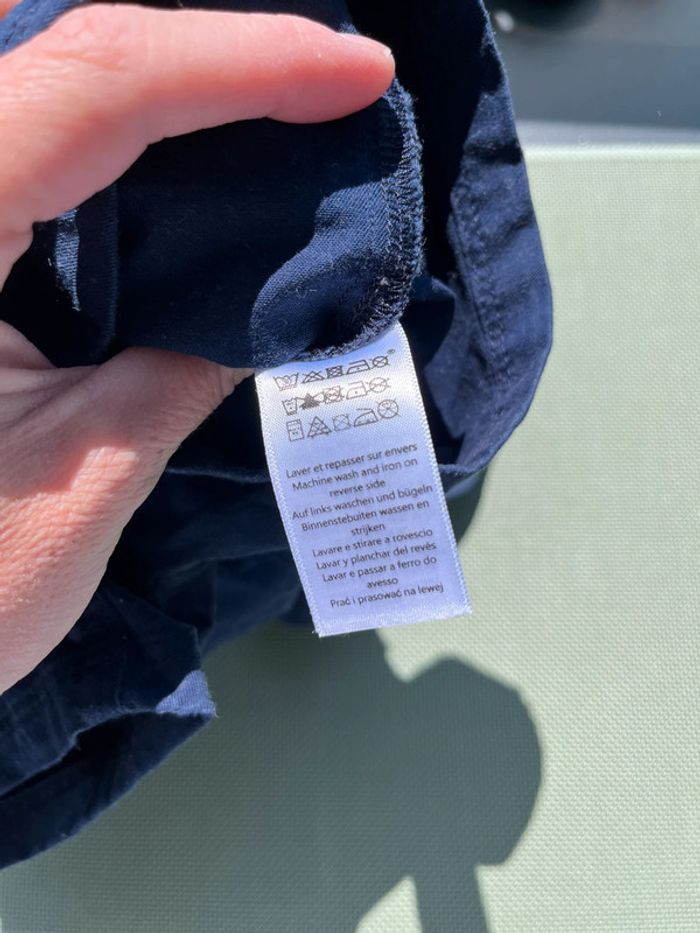 Laver et repasser sur envers
Machine wash and iron on
reverse side
Auf links waschen und bügeln
Binnenstebuiten wassen en
strijken
Lavare e stirare a rovescio
Lavar y planchar del revés
Lavar e passar a ferro do
avesso
Prać i prasować na lewej